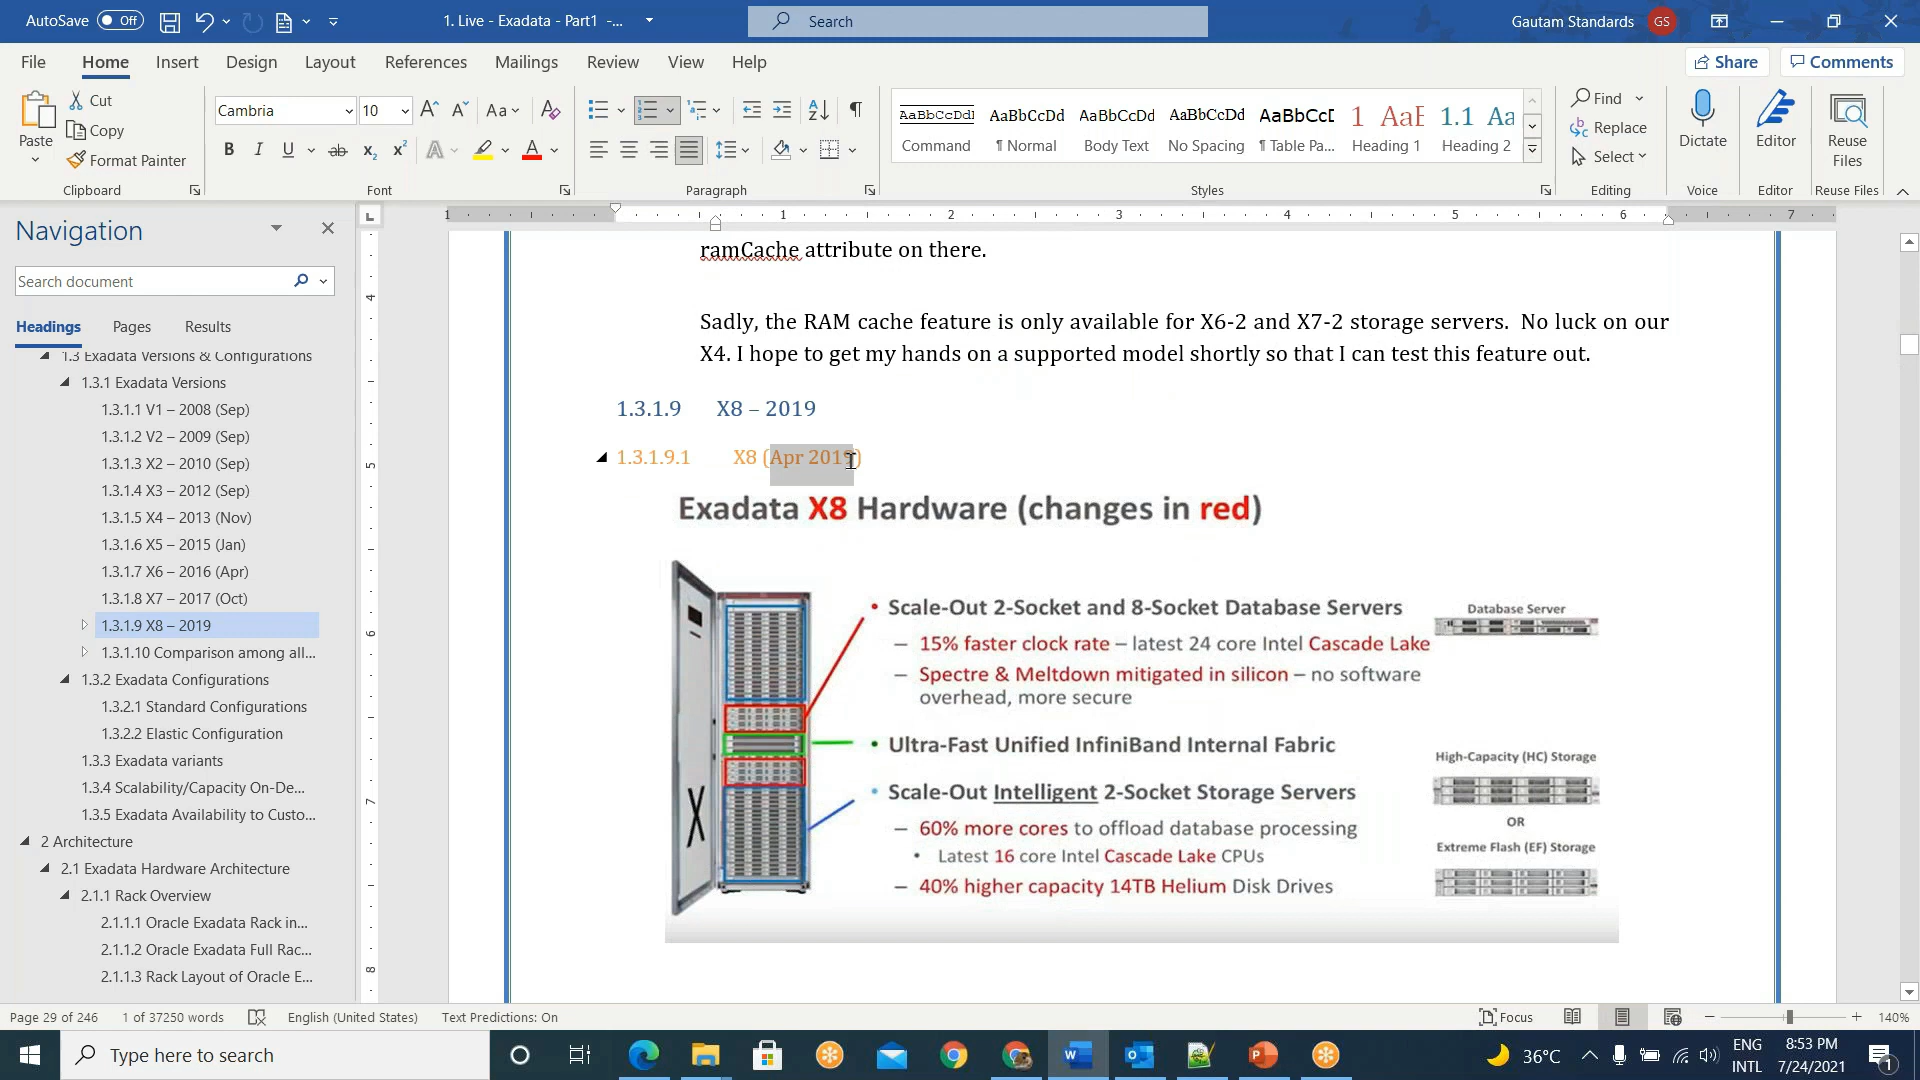 AutoSave Off
1. Live - Exadata - Part1 -...
Search
Gautam Standards GS
File Home Insert Design Layout References Mailings Review View Help
Share Comments
Paste
Cut
Copy
Format Painter
Clipboard
Cambria 10
Font
Paragraph
AaBbCcDdI AaBbCcDd AaBbCcDd AaBbCcDd AaBbCcD 1 AaB 1.1 Aa
Command ¶ Normal Body Text No Spacing ¶ Table Pa... Heading 1 Heading 2
Styles
Find
Replace
Select
Editing
Dictate
Voice
Editor
Editor
Reuse
Files
Reuse Files
Navigation
Search document
Headings Pages Results
1.3 Exadata Versions & Configurations
1.3.1 Exadata Versions
1.3.1.1 V1 – 2008 (Sep)
1.3.1.2 V2 – 2009 (Sep)
1.3.1.3 X2 – 2010 (Sep)
1.3.1.4 X3 – 2012 (Sep)
1.3.1.5 X4 – 2013 (Nov)
1.3.1.6 X5 – 2015 (Jan)
1.3.1.7 X6 – 2016 (Apr)
1.3.1.8 X7 – 2017 (Oct)
1.3.1.9 X8 – 2019
1.3.1.10 Comparison among all...
1.3.2 Exadata Configurations
1.3.2.1 Standard Configurations
1.3.2.2 Elastic Configuration
1.3.3 Exadata variants
1.3.4 Scalability/Capacity On-De...
1.3.5 Exadata Availability to Custo...
2 Architecture
2.1 Exadata Hardware Architecture
2.1.1 Rack Overview
2.1.1.1 Oracle Exadata Rack in...
2.1.1.2 Oracle Exadata Full Rac...
2.1.1.3 Rack Layout of Oracle E...
1 1 2 3 4 5 6 7
4
5
6
7
8
ramCache attribute on there.
Sadly, the RAM cache feature is only available for X6-2 and X7-2 storage servers. No luck on our
X4. I hope to get my hands on a supported model shortly so that I can test this feature out.
1.3.1.9 X8 – 2019
1.3.1.9.1 X8 (Apr 2019)
Exadata X8 Hardware (changes in red)
• Scale-Out 2-Socket and 8-Socket Database Servers
– 15% faster clock rate – latest 24 core Intel Cascade Lake
– Spectre & Meltdown mitigated in silicon – no software
overhead, more secure
• Ultra-Fast Unified InfiniBand Internal Fabric
• Scale-Out Intelligent 2-Socket Storage Servers
– 60% more cores to offload database processing
• Latest 16 core Intel Cascade Lake CPUs
– 40% higher capacity 14TB Helium Disk Drives
Database Server
High-Capacity (HC) Storage
OR
Extreme Flash (EF) Storage
X
Page 29 of 246 1 of 37250 words English (United States) Text Predictions: On
Focus
140%
Type here to search
36°C
ENG
INTL
8:53 PM
7/24/2021
1